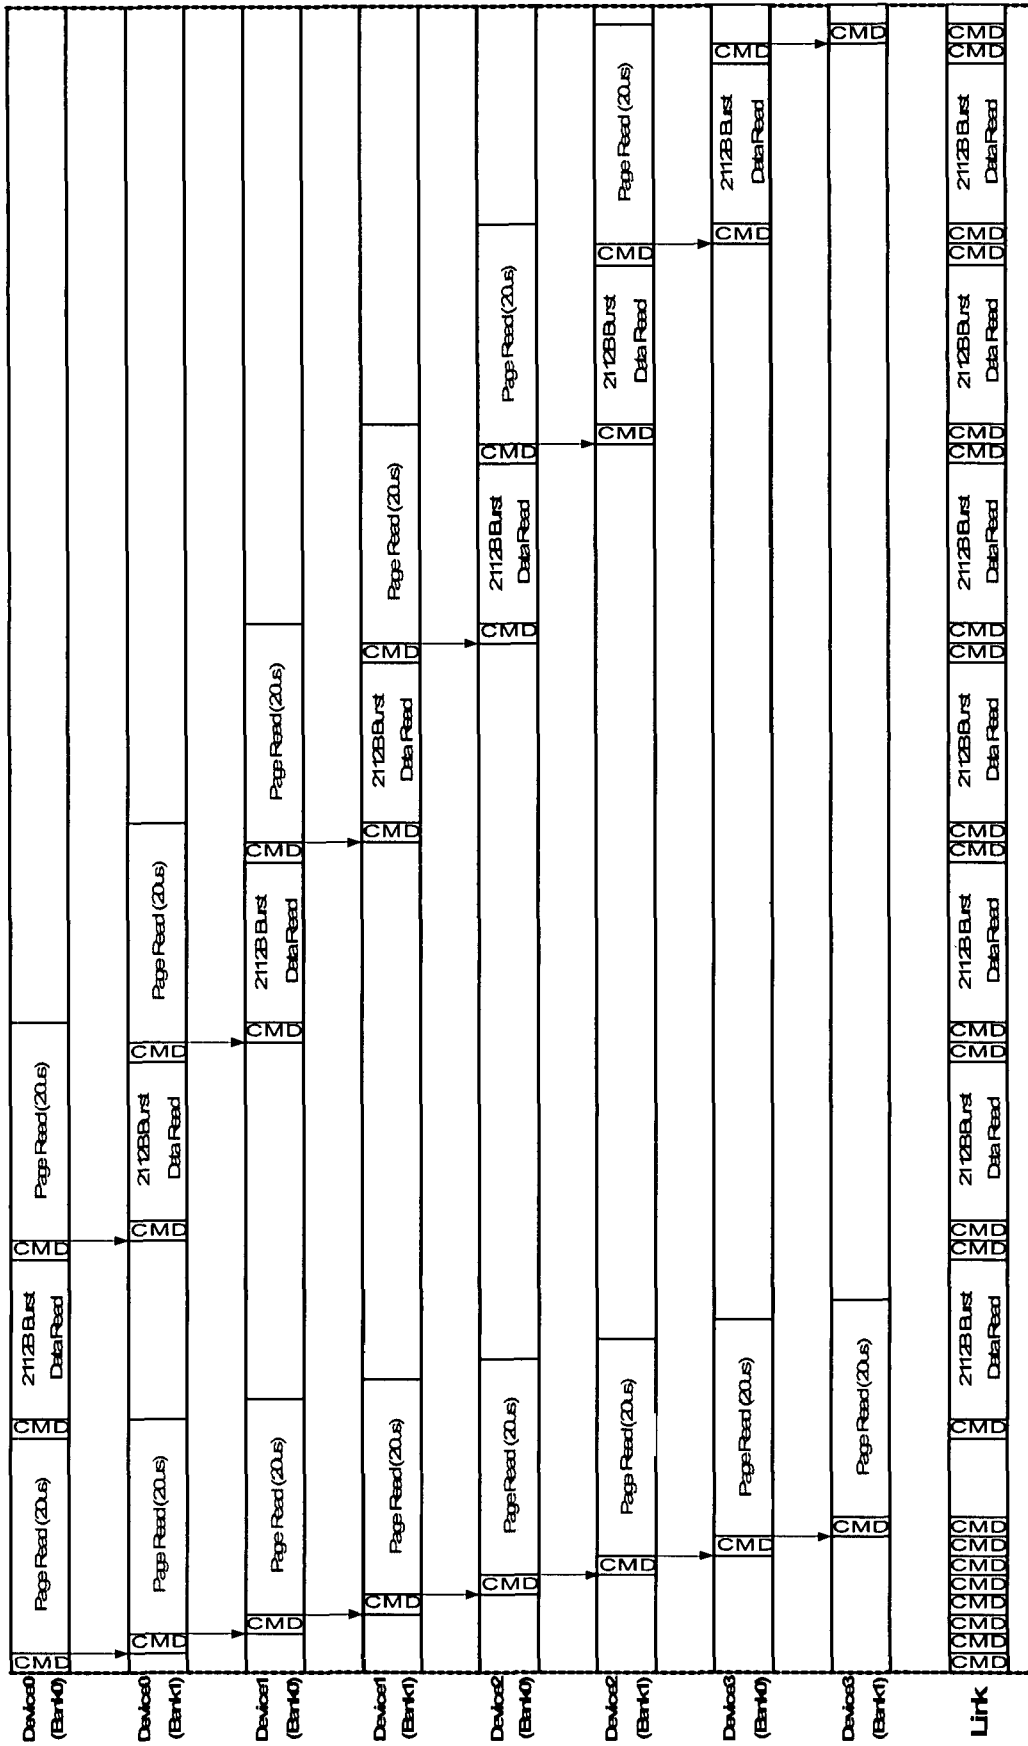 Device0
(Bank0)
CMD
Page Read (20us)
CMD
2112B Burst
Data Read
CMD
Page Read (20us)
Device0
(Bank1)
CMD
Page Read (20us)
CMD
2112B Burst
Data Read
CMD
Page Read (20us)
Device1
(Bank0)
CMD
Page Read (20us)
CMD
2112B Burst
Data Read
CMD
Page Read (20us)
Device1
(Bank1)
CMD
Page Read (20us)
CMD
2112B Burst
Data Read
CMD
Page Read (20us)
Device2
(Bank0)
CMD
Page Read (20us)
CMD
2112B Burst
Data Read
CMD
Page Read (20us)
Device2
(Bank1)
CMD
Page Read (20us)
CMD
2112B Burst
Data Read
CMD
Page Read (20us)
Device3
(Bank0)
CMD
Page Read (20us)
CMD
2112B Burst
Data Read
CMD
Device3
(Bank1)
CMD
Page Read (20us)
CMD
Link
CMD
CMD
CMD
CMD
CMD
CMD
CMD
CMD
CMD
2112B Burst
Data Read
CMD
CMD
2112B Burst
Data Read
CMD
CMD
2112B Burst
Data Read
CMD
CMD
2112B Burst
Data Read
CMD
CMD
2112B Burst
Data Read
CMD
CMD
2112B Burst
Data Read
CMD
CMD
2112B Burst
Data Read
CMD
CMD